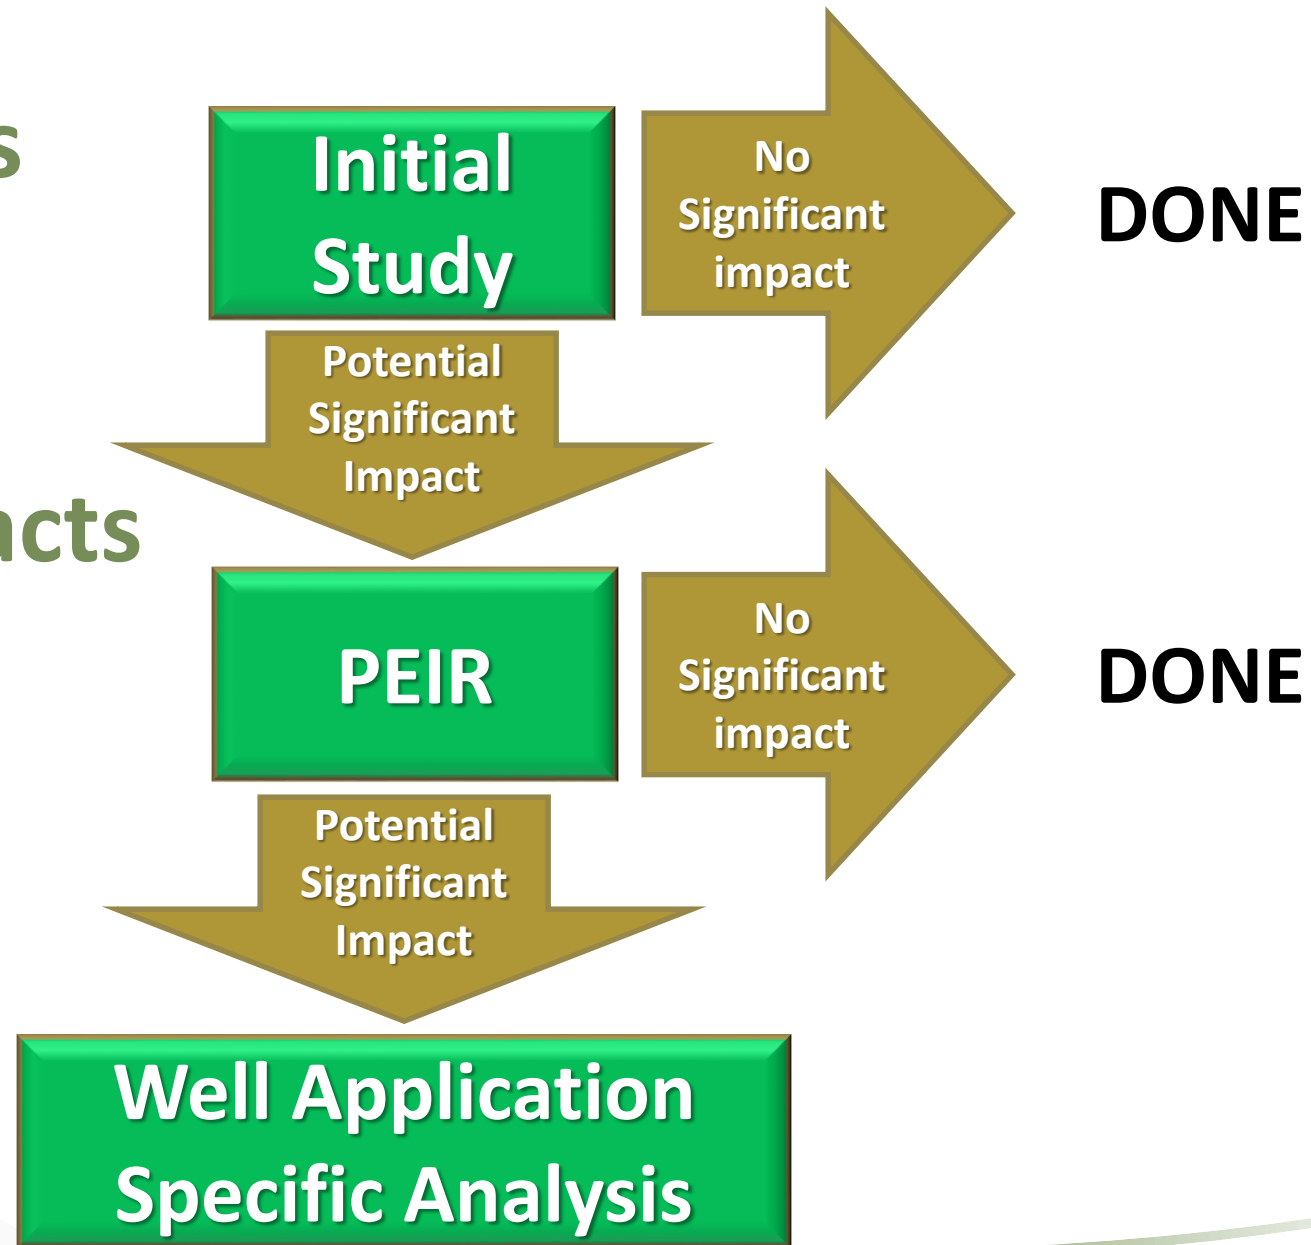 Initial
Study
No
Significant
impact
DONE
Potential
Significant
Impact
PEIR
No
Significant
impact
DONE
Potential
Significant
Impact
Well Application
Specific Analysis